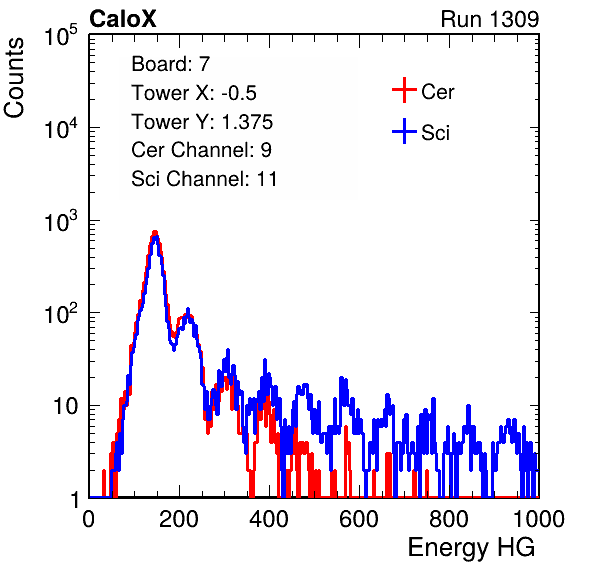 CaloX Run 1309
Counts
10^5
10^4
10^3
10^2
10
1
Board: 7
Tower X: -0.5
Tower Y: 1.375
Cer Channel: 9
Sci Channel: 11
Cer
Sci
0 200 400 600 800 1000
Energy HG